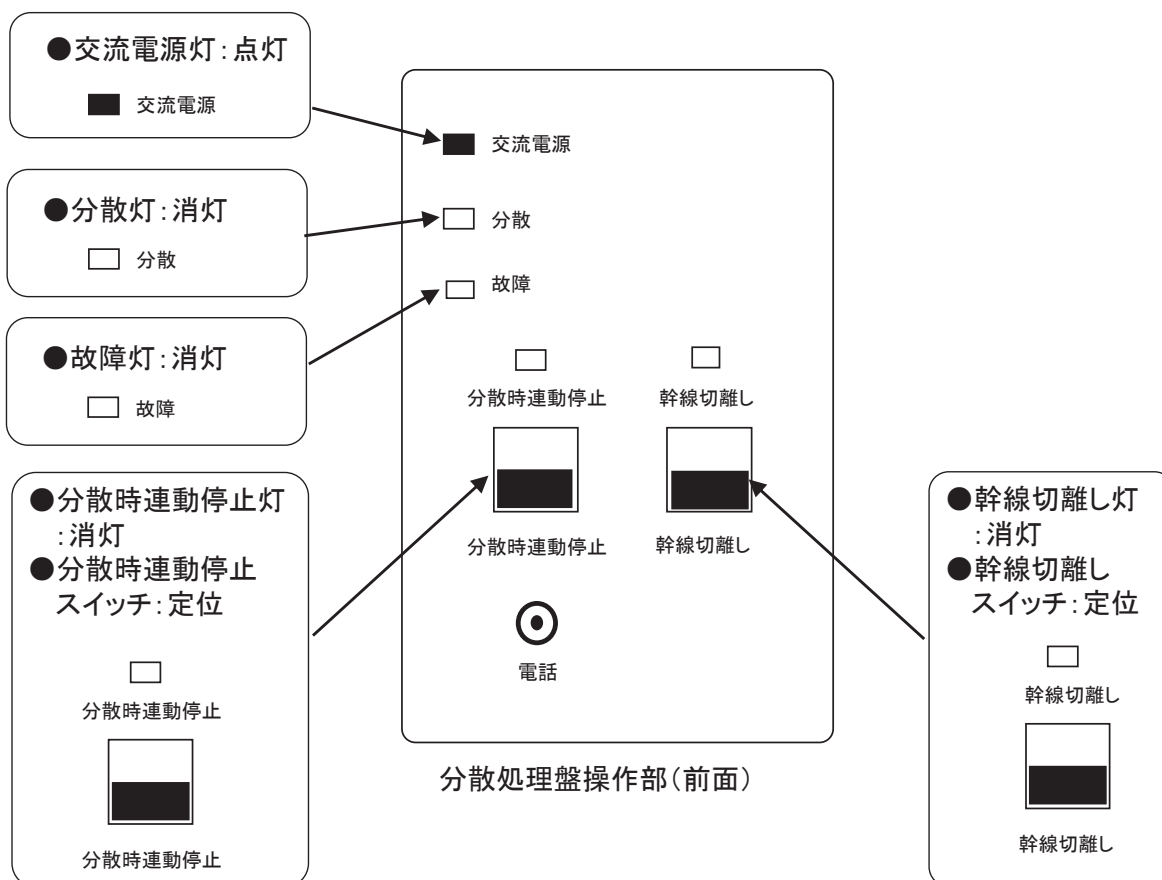 ●交流電源灯:点灯
交流電源
●分散灯:消灯
分散
●故障灯:消灯
故障
●分散時連動停止灯
:消灯
●分散時連動停止
スイッチ:定位
分散時連動停止
分散時連動停止
交流電源
分散
故障
分散時連動停止
幹線切離し
分散時連動停止
幹線切離し
電話
分散処理盤操作部(前面)
●幹線切離し灯
:消灯
●幹線切離し
スイッチ:定位
幹線切離し
幹線切離し